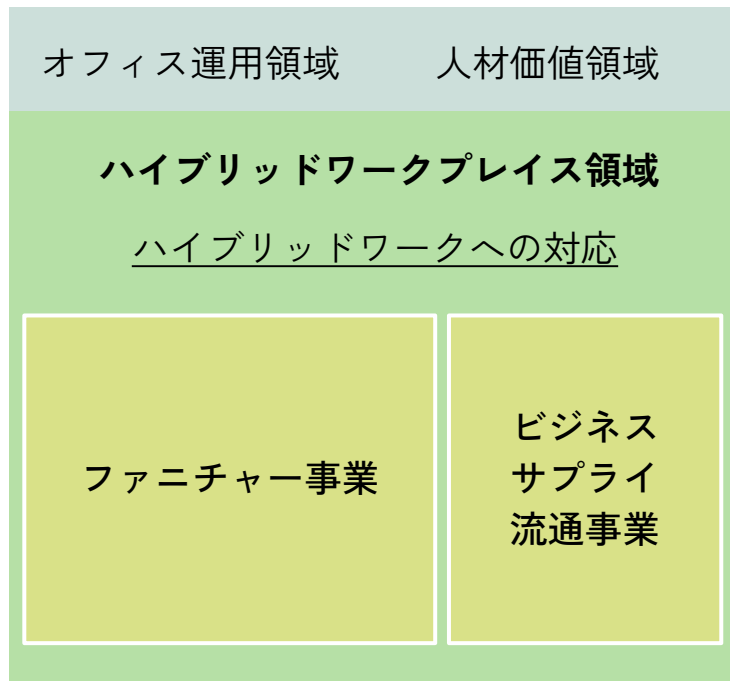 オフィス運用領域 人材価値領域
ハイブリッドワークプレイス領域
ハイブリッドワークへの対応
ファニチャー事業
ビジネス
サプライ
流通事業